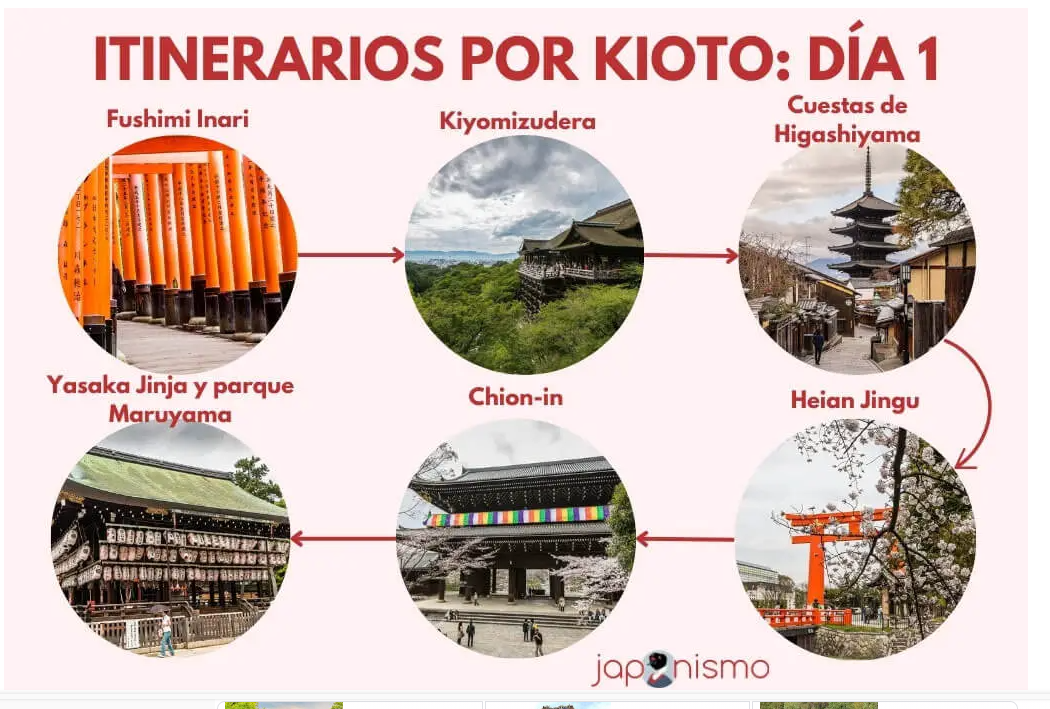 ITINERARIOS POR KIOTO: DÍA 1
Fushimi Inari
Kiyomizudera
Cuestas de
Higashiyama
Heian Jingu
Chion-in
Yasaka Jinja y parque
Maruyama
japonismo